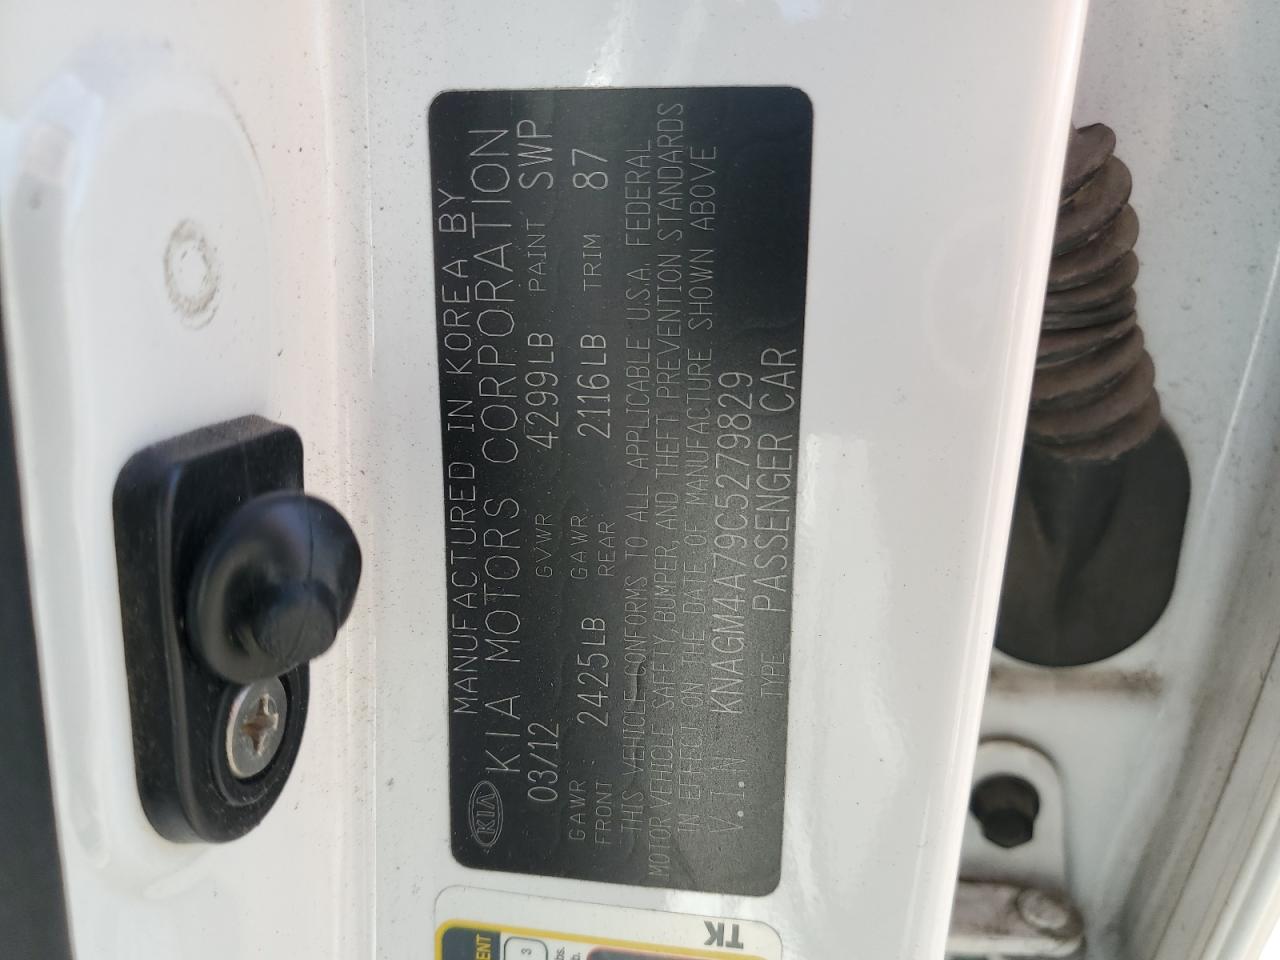 MANUFACTURED IN KOREA BY
KIA KIA MOTORS CORPORATION
03/12 GVWR 4299LB PAINT SWP
GAWR FRONT : 2425LB GAWR REAR 2116LB TRIM 87
THIS VEHICLE CONFORMS TO ALL APPLICABLE U.S.A. FEDERAL
MOTOR VEHICLE SAFETY, BUMPER, AND THEFT PREVENTION STANDARDS
IN EFFECT ON THE DATE OF MANUFACTURE SHOWN ABOVE
V.I.N KNAGM4A79C5279829
TYPE PASSENGER CAR
TK
3